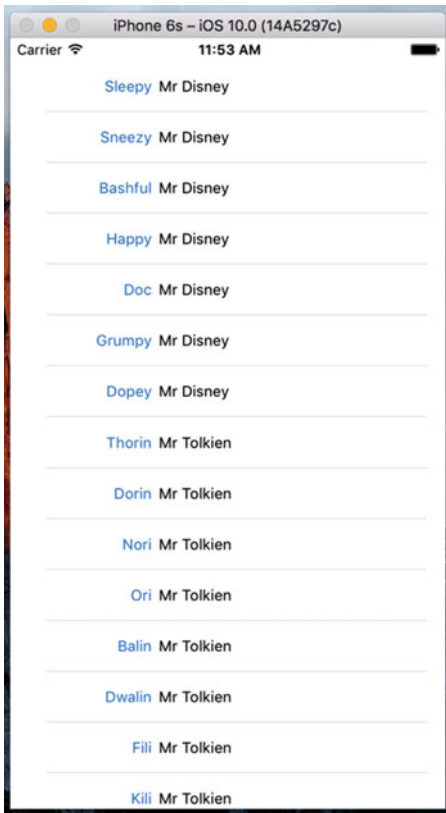 iPhone 6s – iOS 10.0 (14A5297c)
Carrier 11:53 AM
Sleepy Mr Disney
Sneezy Mr Disney
Bashful Mr Disney
Happy Mr Disney
Doc Mr Disney
Grumpy Mr Disney
Dopey Mr Disney
Thorin Mr Tolkien
Dorin Mr Tolkien
Nori Mr Tolkien
Ori Mr Tolkien
Balin Mr Tolkien
Dwalin Mr Tolkien
Fili Mr Tolkien
Kili Mr Tolkien